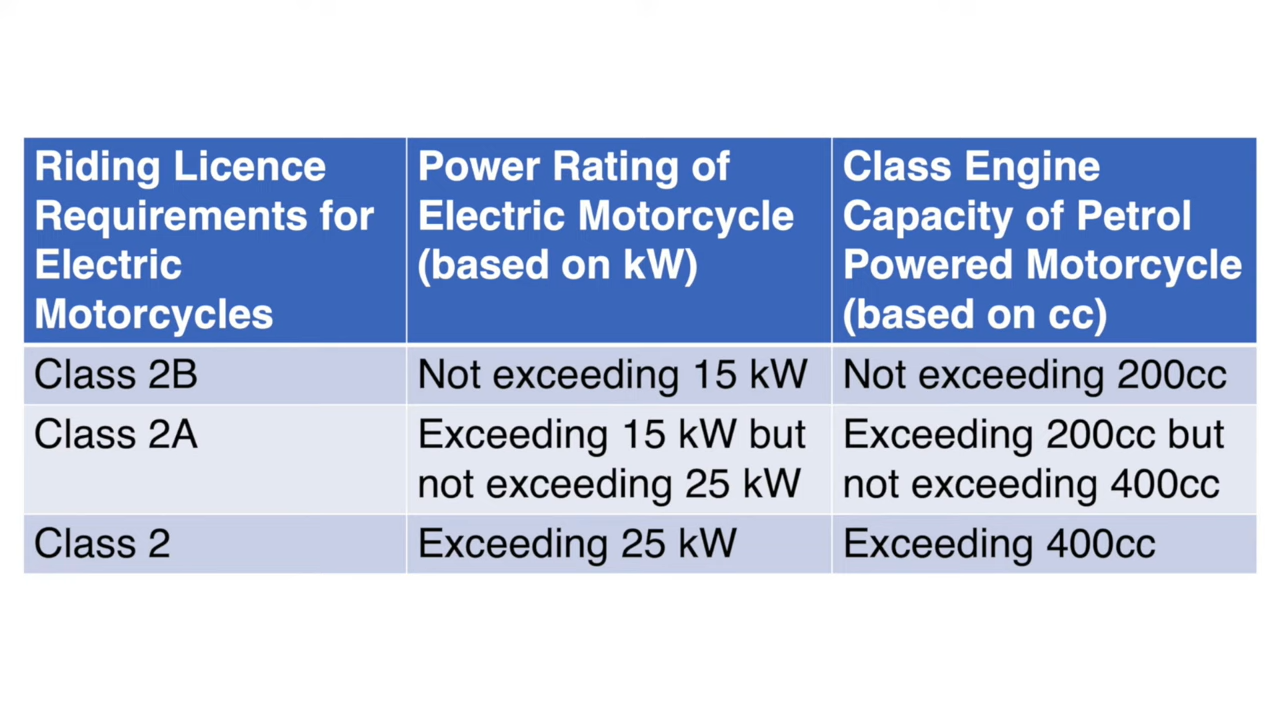 Riding Licence
Requirements for
Electric
Motorcycles
Power Rating of
Electric Motorcycle
(based on kW)
Class Engine
Capacity of Petrol
Powered Motorcycle
(based on cc)
Class 2B
Not exceeding 15 kW
Not exceeding 200cc
Class 2A
Exceeding 15 kW but
not exceeding 25 kW
Exceeding 200cc but
not exceeding 400cc
Class 2
Exceeding 25 kW
Exceeding 400cc